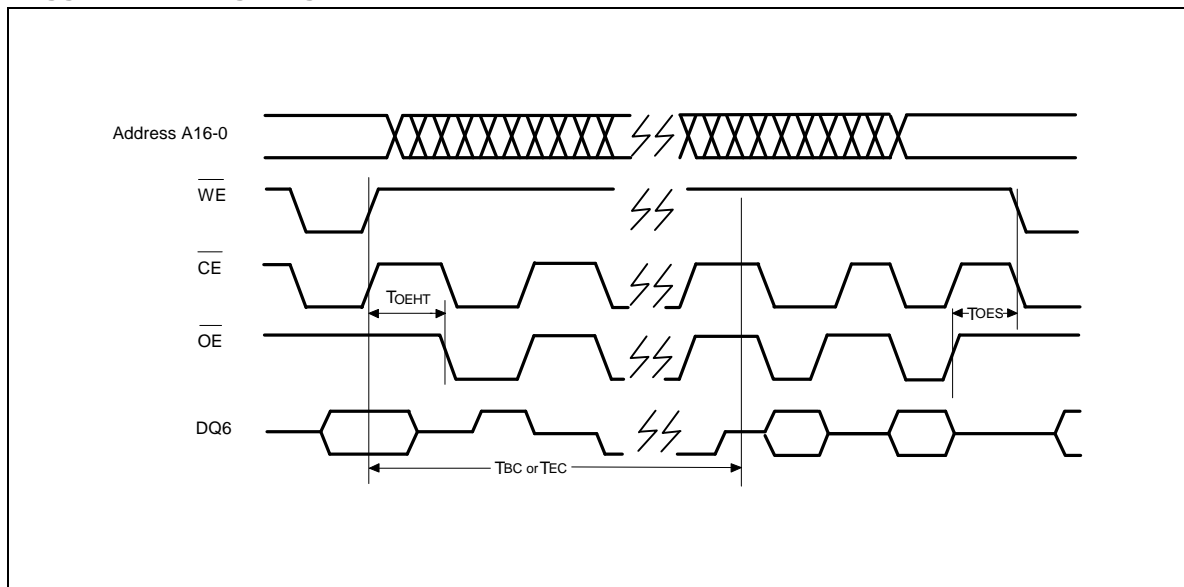 Address A16-0
WE
CE
TOEHT
TOES
OE
DQ6
TBC or TEC